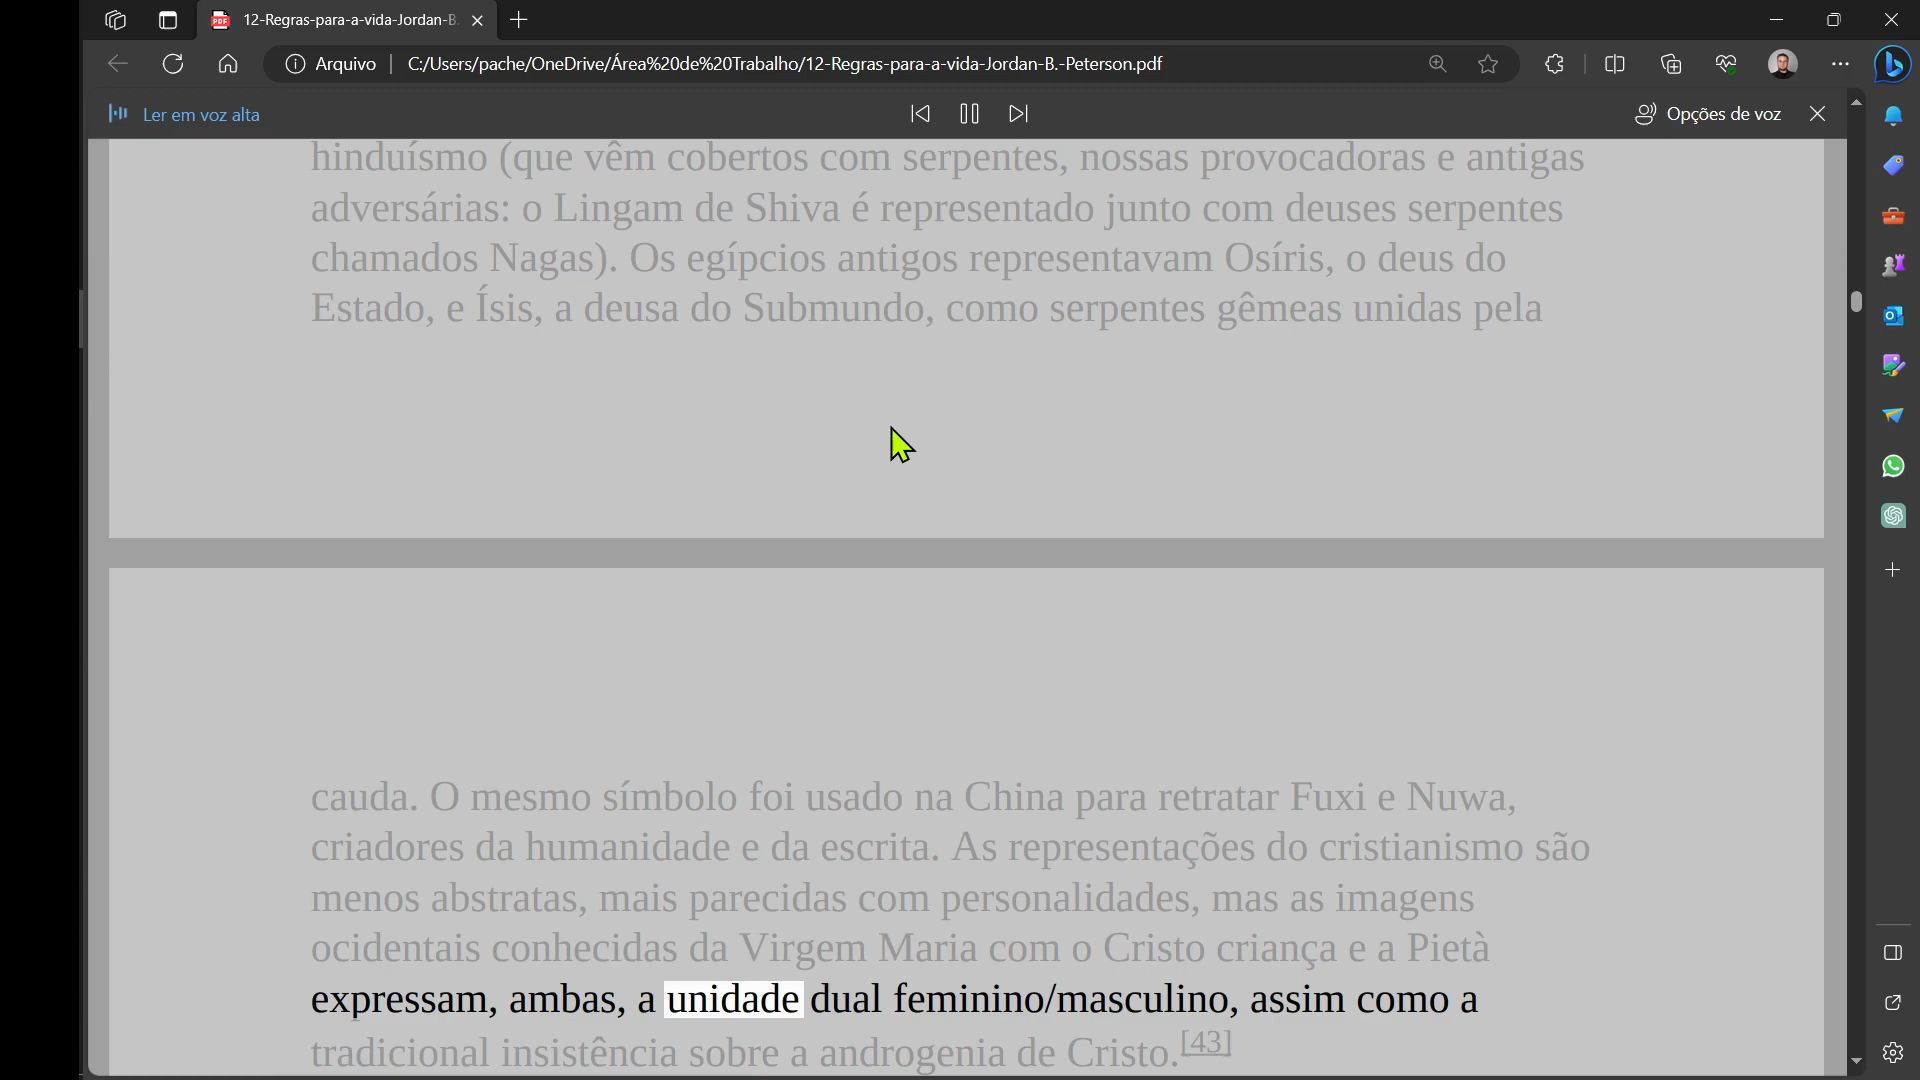 12-Regras-para-a-vida-Jordan-B.
Arquivo
C:/Users/pache/OneDrive/Área%20de%20Trabalho/12-Regras-para-a-vida-Jordan-B.-Peterson.pdf
Ler em voz alta
Opções de voz
hinduísmo (que vêm cobertos com serpentes, nossas provocadoras e antigas
adversárias: o Lingam de Shiva é representado junto com deuses serpentes
chamados Nagas). Os egípcios antigos representavam Osíris, o deus do
Estado, e Ísis, a deusa do Submundo, como serpentes gêmeas unidas pela
cauda. O mesmo símbolo foi usado na China para retratar Fuxi e Nuwa,
criadores da humanidade e da escrita. As representações do cristianismo são
menos abstratas, mais parecidas com personalidades, mas as imagens
ocidentais conhecidas da Virgem Maria com o Cristo criança e a Pietà
expressam, ambas, a unidade dual feminino/masculino, assim como a
tradicional insistência sobre a androgenia de Cristo.[43]